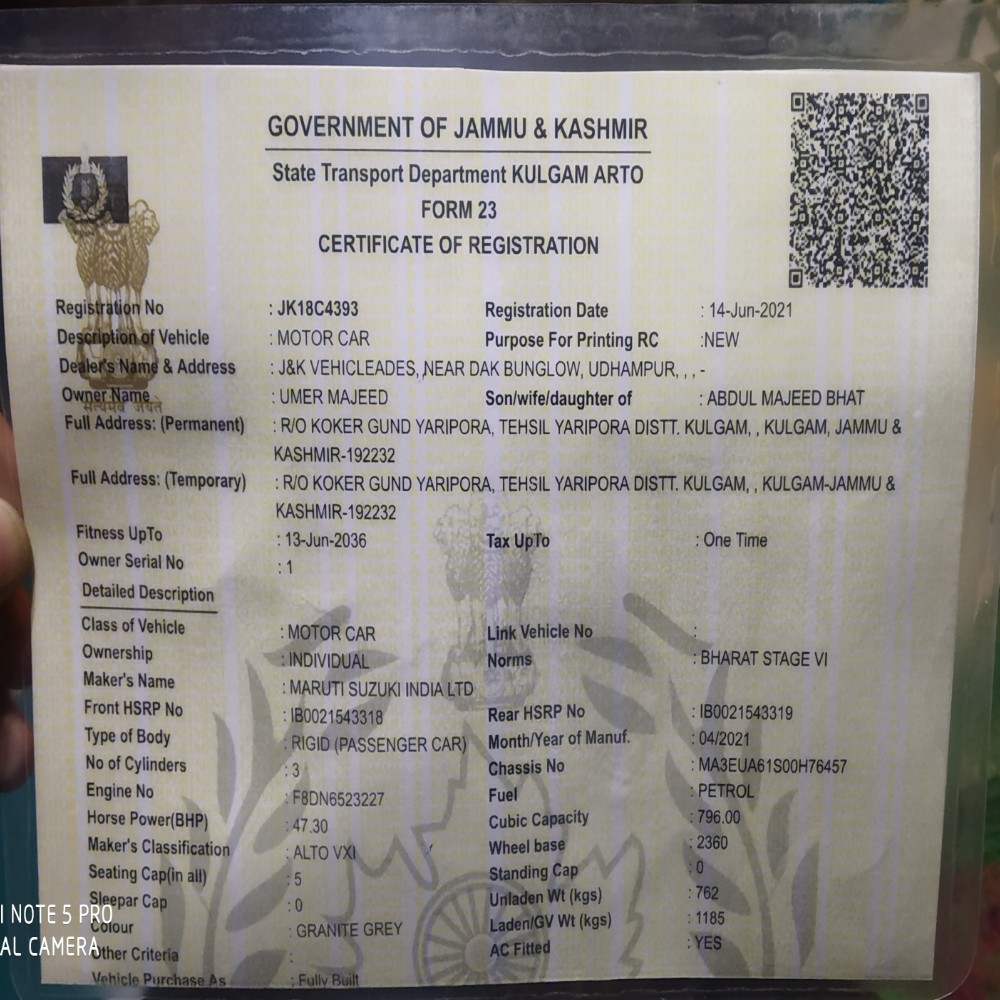 GOVERNMENT OF JAMMU & KASHMIR
State Transport Department KULGAM ARTO
FORM 23
CERTIFICATE OF REGISTRATION
Registration No : JK18C4393 Registration Date : 14-Jun-2021
Description of Vehicle : MOTOR CAR Purpose For Printing RC :NEW
Dealer's Name & Address : J&K VEHICLEADES, ,NEAR DAK BUNGLOW, UDHAMPUR, , , -
Owner Name : UMER MAJEED Son/wife/daughter of : ABDUL MAJEED BHAT
सत्यमेव जयते
Full Address: (Permanent) : R/O KOKER GUND YARIPORA, TEHSIL YARIPORA DISTT. KULGAM, , KULGAM, JAMMU &
KASHMIR-192232
Full Address: (Temporary) : R/O KOKER GUND YARIPORA, TEHSIL YARIPORA DISTT. KULGAM, , KULGAM-JAMMU &
KASHMIR-192232
Fitness UpTo : 13-Jun-2036 Tax UpTo : One Time
Owner Serial No : 1
Detailed Description
Class of Vehicle : MOTOR CAR Link Vehicle No :
Ownership : INDIVIDUAL Norms : BHARAT STAGE VI
Maker's Name : MARUTI SUZUKI INDIA LTD
Front HSRP No : IB0021543318 Rear HSRP No : IB0021543319
Type of Body : RIGID (PASSENGER CAR) Month/Year of Manuf. : 04/2021
No of Cylinders : 3 Chassis No : MA3EUA61S00H76457
Engine No : F8DN6523227 Fuel : PETROL
Horse Power(BHP) : 47.30 Cubic Capacity : 796.00
Maker's Classification : ALTO VXI Wheel base : 2360
Seating Cap(in all) : 5 Standing Cap : 0
Sleepar Cap : 0 Unladen Wt (kgs) : 762
Colour : GRANITE GREY Laden/GV Wt (kgs) : 1185
Other Criteria : AC Fitted : YES
Vehicle Purchase As : Fully Built
I NOTE 5 PRO
AL CAMERA